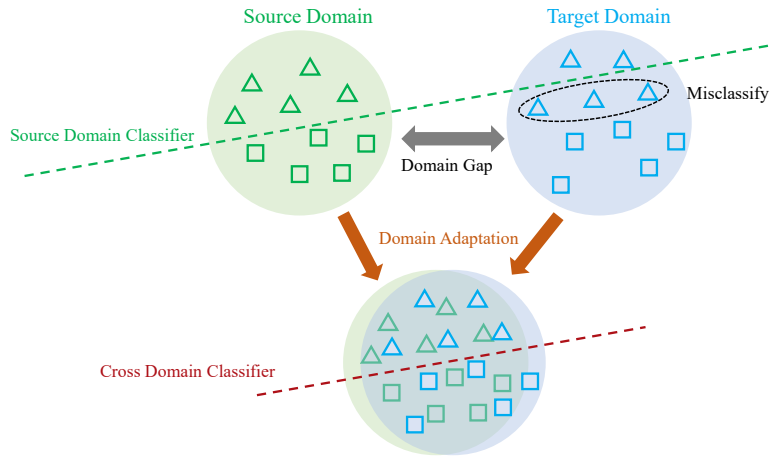 Source Domain
Target Domain
Misclassify
Source Domain Classifier
Domain Gap
Domain Adaptation
Cross Domain Classifier